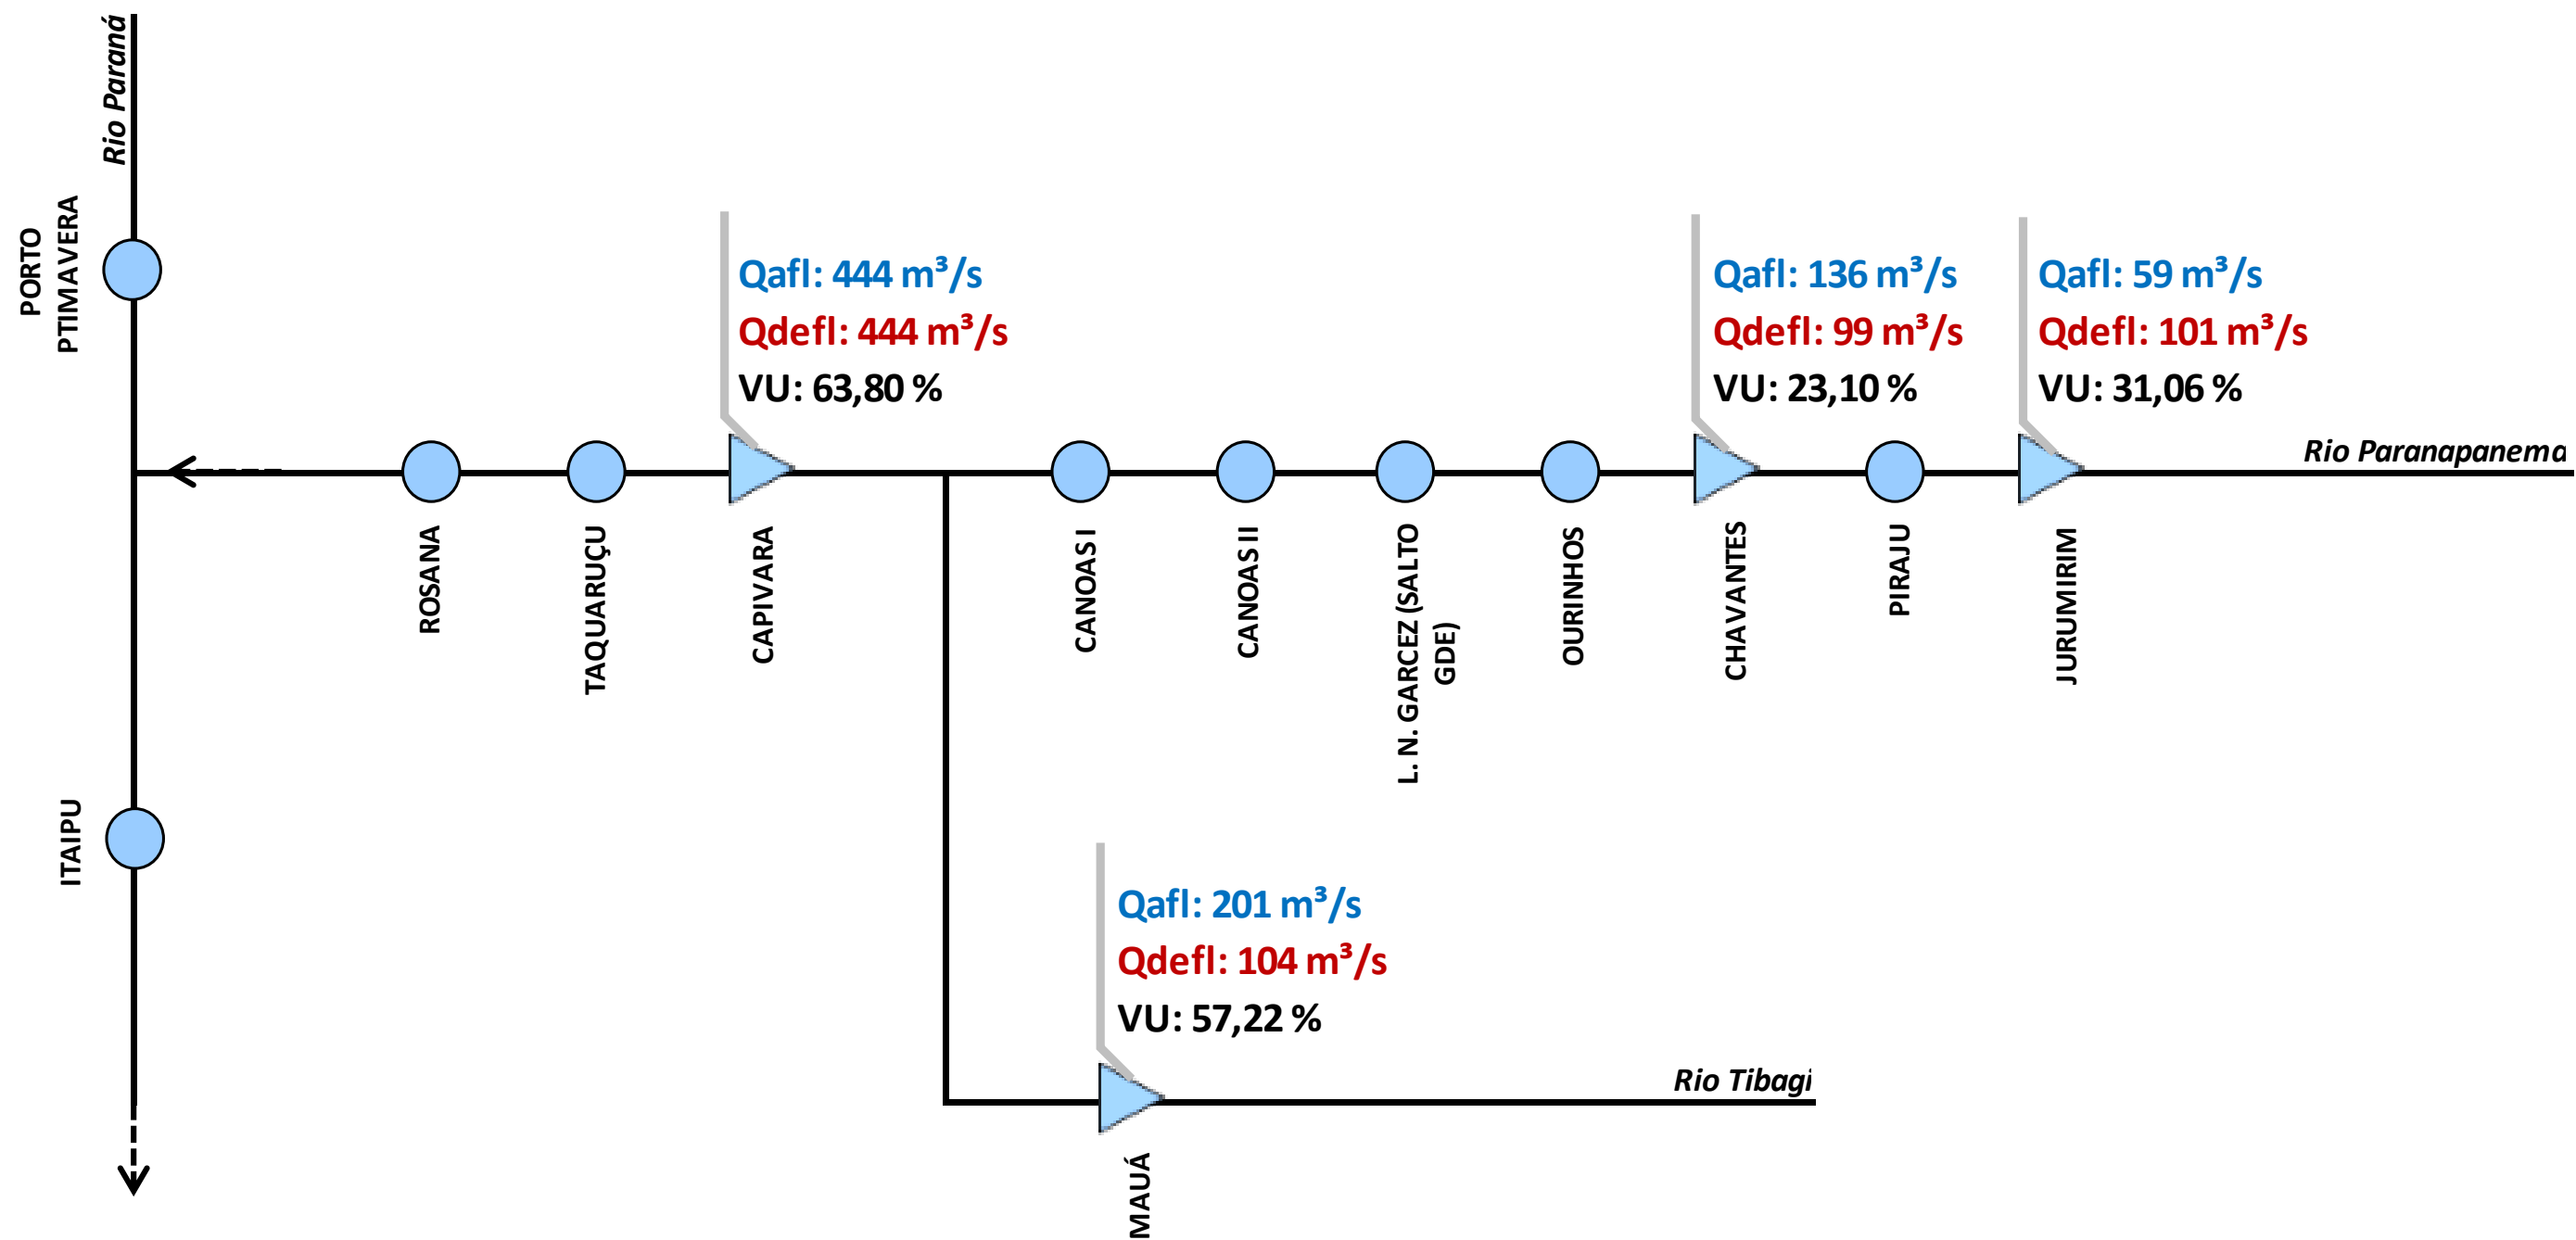 Rio Paraná
PORTO
PTIMAVERA
Qafl: 444 m³/s
Qdefl: 444 m³/s
VU: 63,80 %
Qafl: 136 m³/s
Qdefl: 99 m³/s
VU: 23,10 %
Qafl: 59 m³/s
Qdefl: 101 m³/s
VU: 31,06 %
Rio Paranapanema
ROSANA
TAQUARUÇU
CAPIVARA
CANOAS I
CANOAS II
L. N. GARCEZ (SALTO
GDE)
OURINHOS
CHAVANTES
PIRAJU
JURUMIRIM
ITAIPU
Qafl: 201 m³/s
Qdefl: 104 m³/s
VU: 57,22 %
Rio Tibagi
MAUÁ